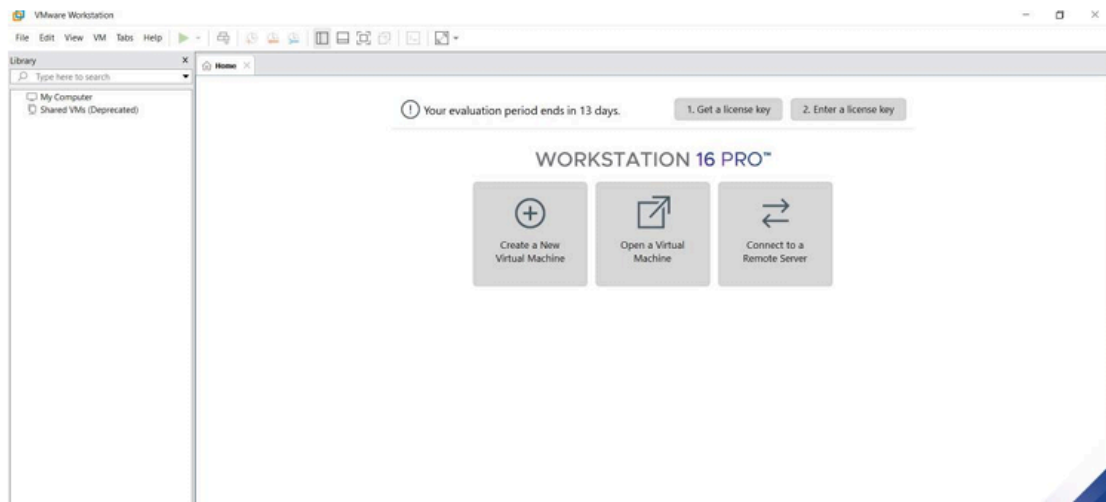 VMware Workstation
File Edit View VM Tabs Help
Library X
Type here to search
My Computer
Shared VMs (Deprecated)
Home
Your evaluation period ends in 13 days.
1. Get a license key
2. Enter a license key
WORKSTATION 16 PRO™
Create a New
Virtual Machine
Open a Virtual
Machine
Connect to a
Remote Server